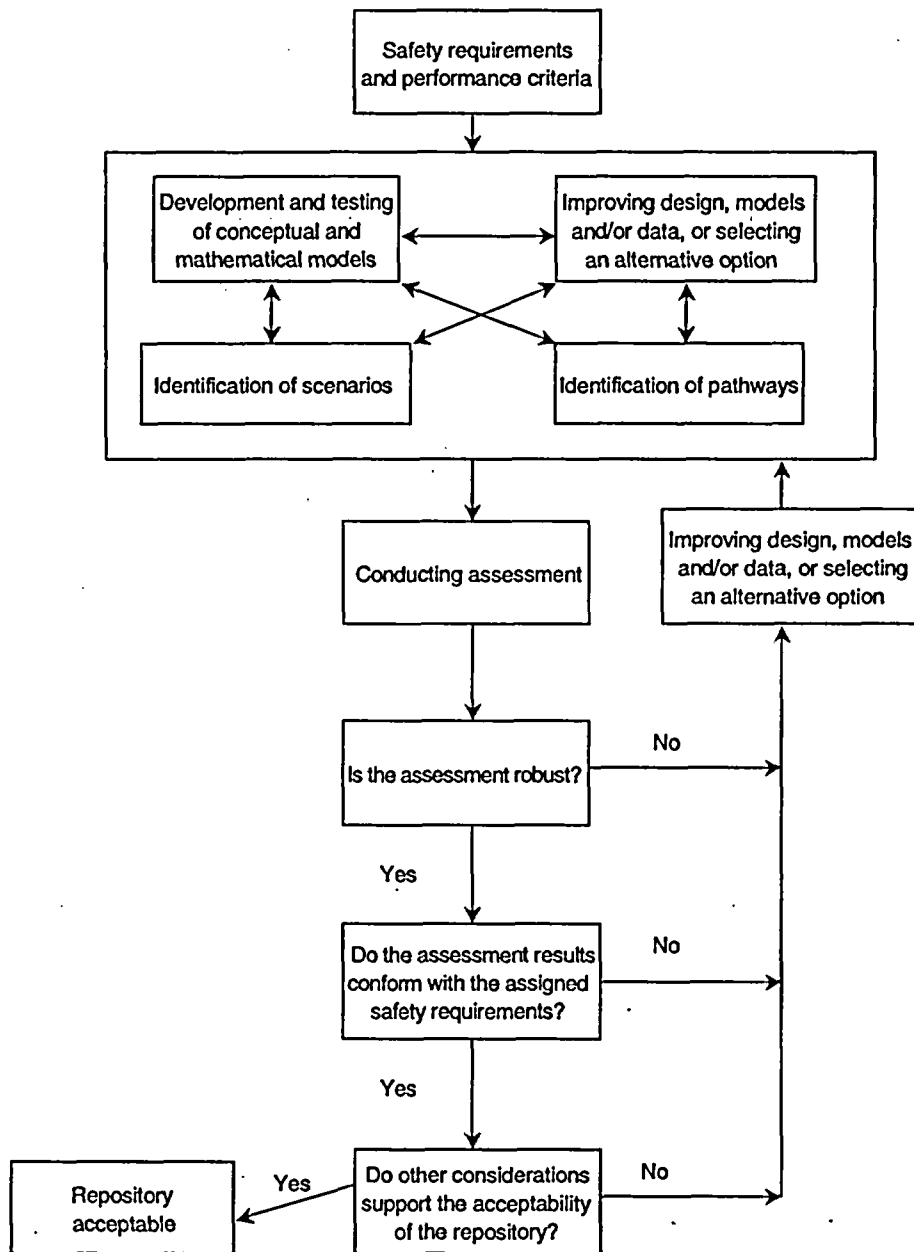 Safety requirements
and performance criteria
Development and testing
of conceptual and
mathematical models
Improving design, models
and/or data, or selecting
an alternative option
Identification of scenarios
Identification of pathways
Conducting assessment
Improving design, models
and/or data, or selecting
an alternative option
Is the assessment robust?
No
Yes
Do the assessment results
conform with the assigned
safety requirements?
No
Yes
Do other considerations
support the acceptability
of the repository?
No
Yes
Repository
acceptable